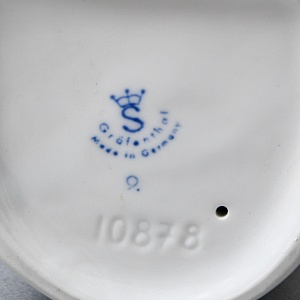 S
Gräfenthal
Made in Germany
9.
10878